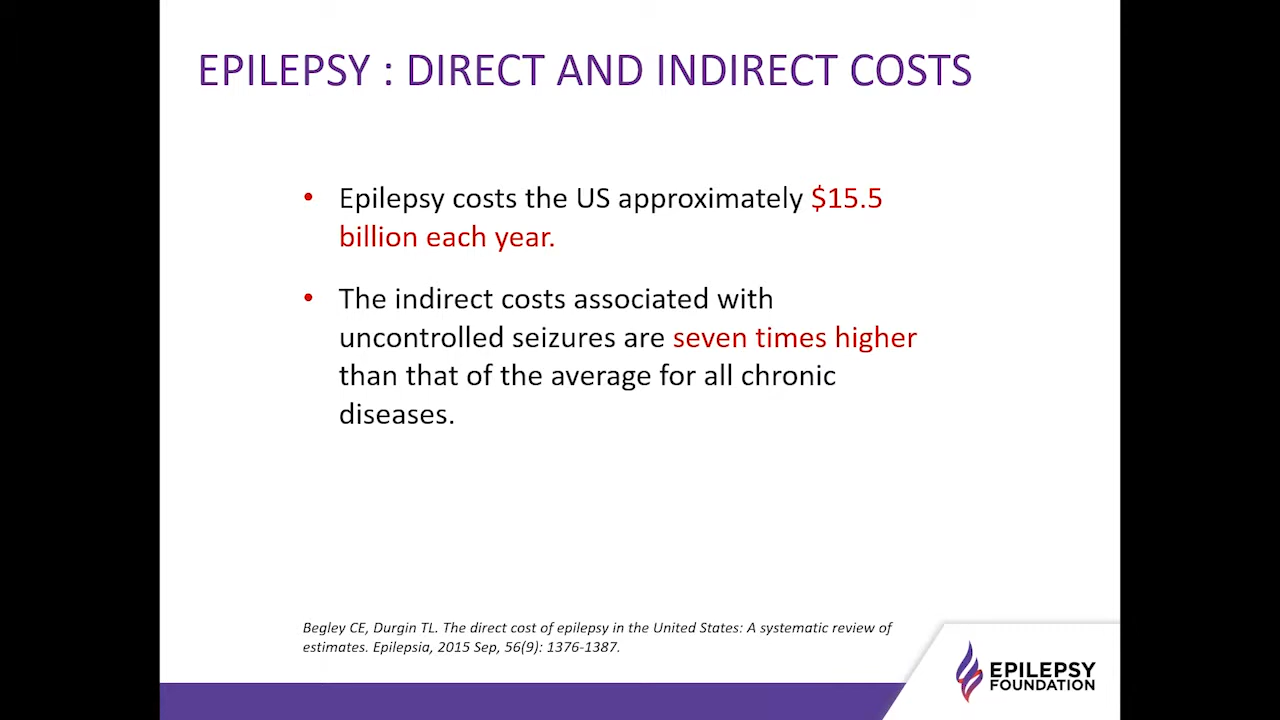 EPILEPSY : DIRECT AND INDIRECT COSTS
• Epilepsy costs the US approximately $15.5
billion each year.
• The indirect costs associated with
uncontrolled seizures are seven times higher
than that of the average for all chronic
diseases.
Begley CE, Durgin TL. The direct cost of epilepsy in the United States: A systematic review of
estimates. Epilepsia, 2015 Sep, 56(9): 1376-1387.
EPILEPSY
FOUNDATION